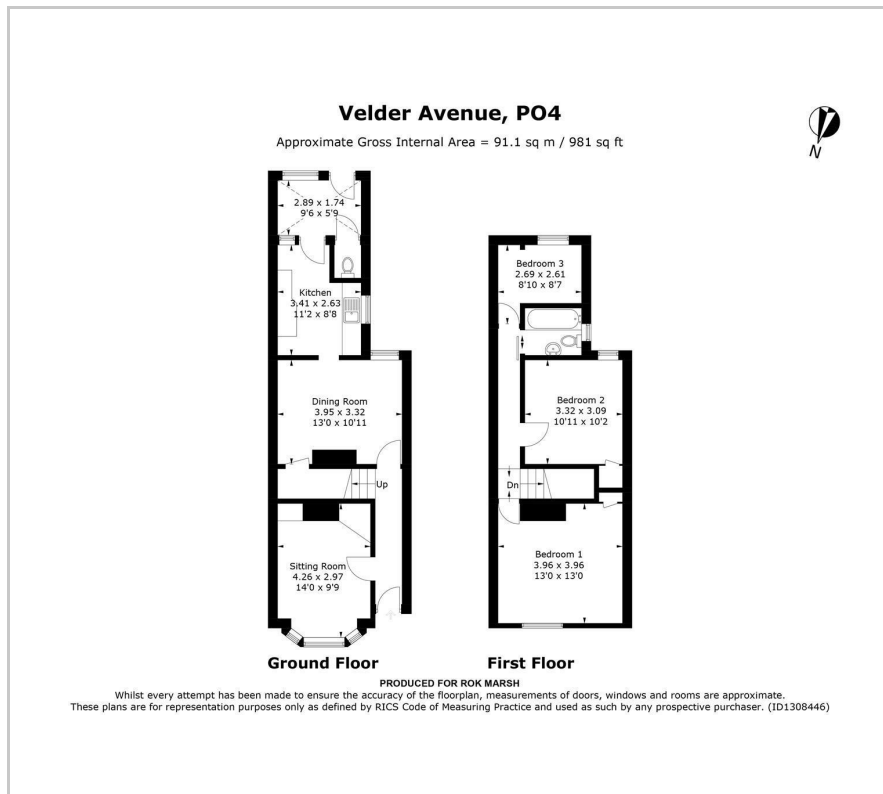 Velder Avenue, PO4
Approximate Gross Internal Area = 91.1 sq m / 981 sq ft
N
2.89 x 1.74
9'6 x 5'9
Kitchen
3.41 x 2.63
11'2 x 8'8
Dining Room
3.95 x 3.32
13'0 x 10'11
Up
Sitting Room
4.26 x 2.97
14'0 x 9'9
Ground Floor
Bedroom 3
2.69 x 2.61
8'10 x 8'7
Bedroom 2
3.32 x 3.09
10'11 x 10'2
Dn
Bedroom 1
3.96 x 3.96
13'0 x 13'0
First Floor
PRODUCED FOR ROK MARSH
Whilst every attempt has been made to ensure the accuracy of the floorplan, measurements of doors, windows and rooms are approximate.
These plans are for representation purposes only as defined by RICS Code of Measuring Practice and used as such by any prospective purchaser. (ID1308446)